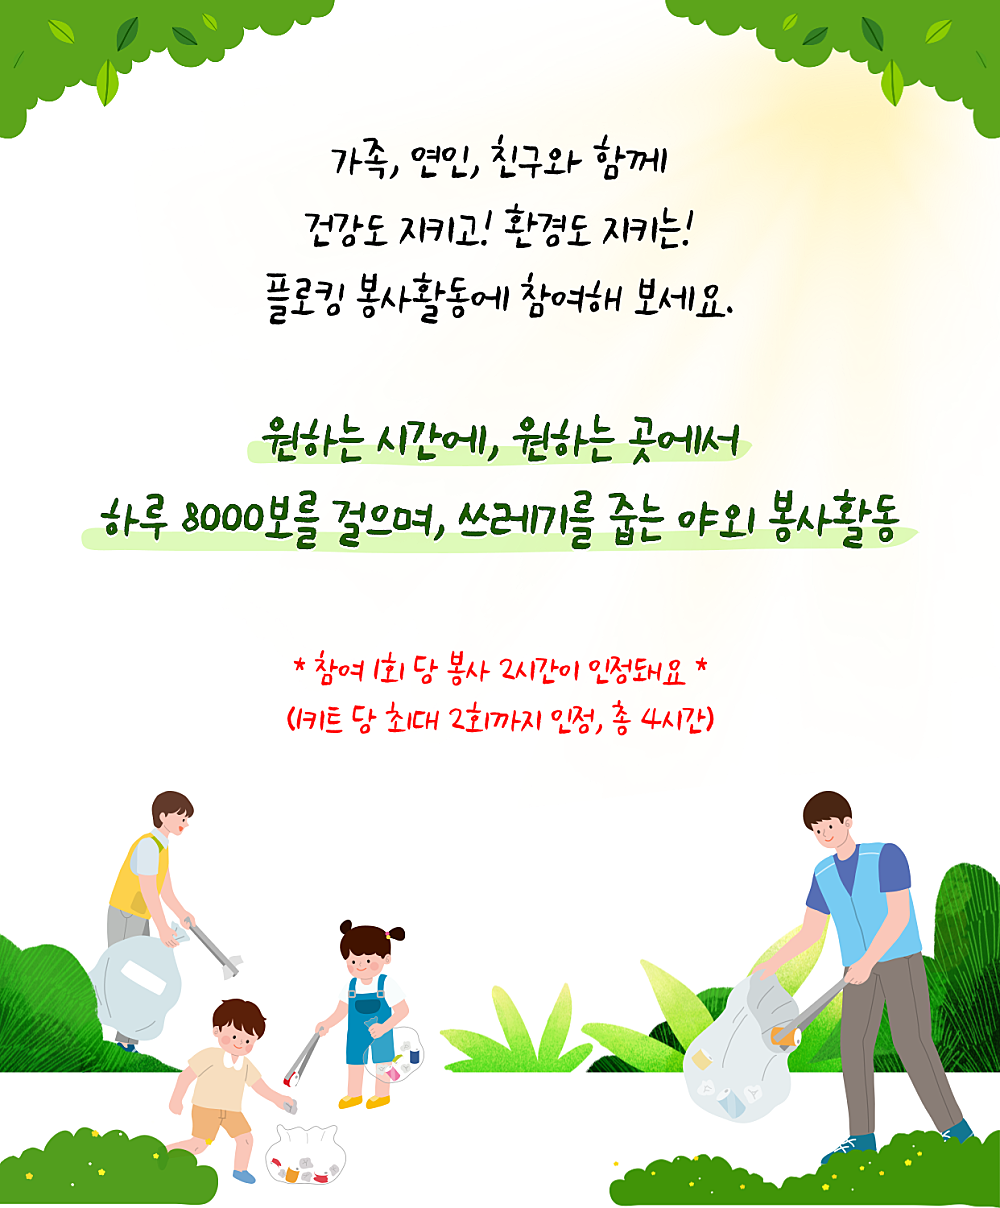 가족, 연인, 친구와 함께
건강도 지키고! 환경도 지키는!
플로킹 봉사활동에 참여해 보세요.
원하는 시간에, 원하는 곳에서
하루 8000보를 걸으며, 쓰레기를 줍는 야외 봉사활동
* 참여 1회 당 봉사 2시간이 인정돼요 *
(1키트 당 최대 2회까지 인정, 총 4시간)